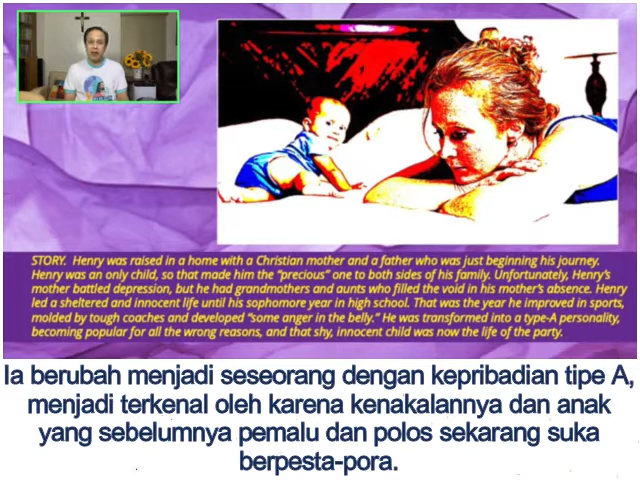 STORY. Henry was raised in a home with a Christian mother and a father who was just beginning his journey.
Henry was an only child, so that made him the "precious" one to both sides of his family. Unfortunately, Henry's
mother battled depression, but he had grandmothers and aunts who filled the void in his mother's absence. Henry
led a sheltered and innocent life until his sophomore year in high school. That was the year he improved in sports,
molded by tough coaches and developed "some anger in the belly." He was transformed into a type-A personality,
becoming popular for all the wrong reasons, and that shy, innocent child was now the life of the party.
Ia berubah menjadi seseorang dengan kepribadian tipe A,
menjadi terkenal oleh karena kenakalannya dan anak
yang sebelumnya pemalu dan polos sekarang suka
berpesta-pora.